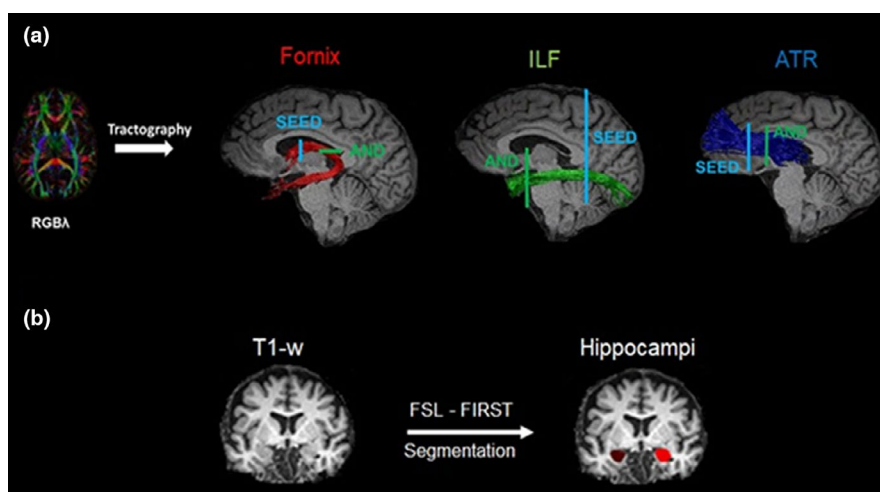 (a)
Fornix
ILF
ATR
Tractography
RGBλ
SEED
AND
AND
SEED
AND
SEED
(b)
T1-w
Hippocampi
FSL - FIRST
Segmentation